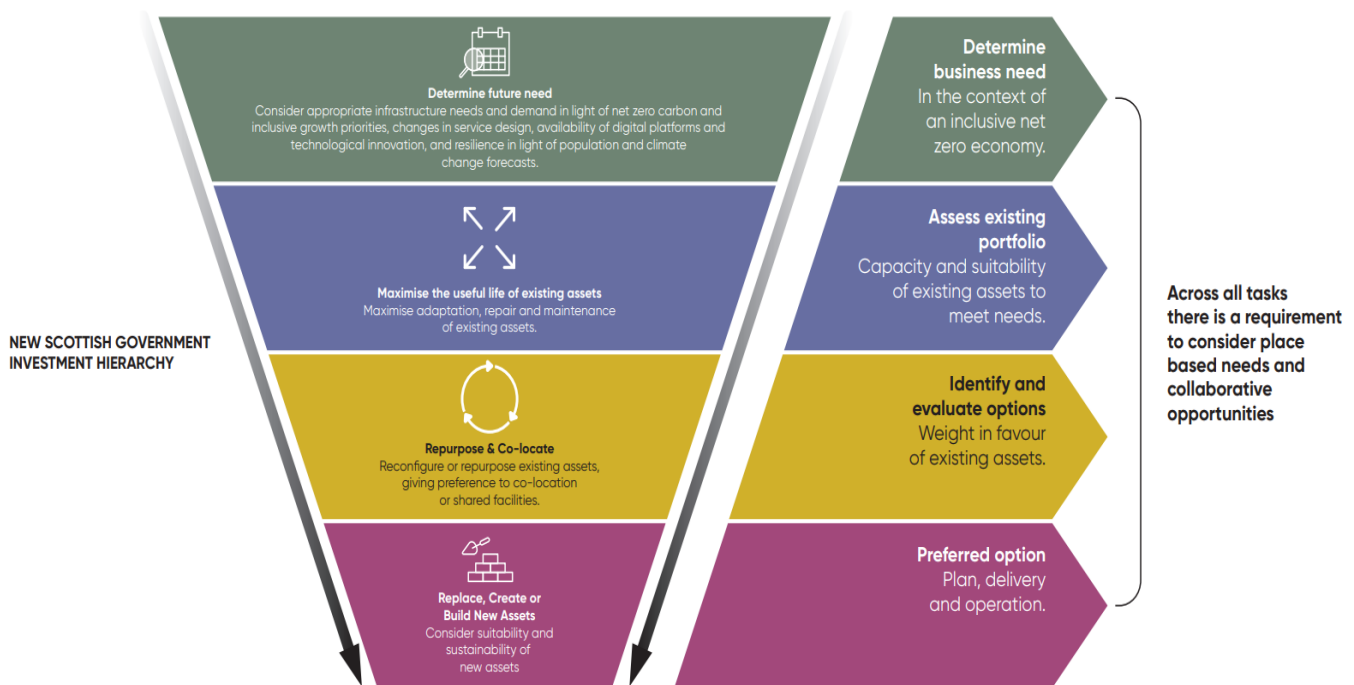 Determine future need
Consider appropriate infrastructure needs and demand in light of net zero carbon and
inclusive growth priorities, changes in service design, availability of digital platforms and
technological innovation, and resilience in light of population and climate
change forecasts.
Determine
business need
In the context of
an inclusive net
zero economy.
Maximise the useful life of existing assets
Maximise adaptation, repair and maintenance
of existing assets.
Assess existing
portfolio
Capacity and suitability
of existing assets to
meet needs.
NEW SCOTTISH GOVERNMENT
INVESTMENT HIERARCHY
Repurpose & Co-locate
Reconfigure or repurpose existing assets,
giving preference to co-location
or shared facilities.
Identify and
evaluate options
Weight in favour
of existing assets.
Replace, Create or
Build New Assets
Consider suitability and
sustainability of
new assets
Preferred option
Plan, delivery
and operation.
Across all tasks
there is a requirement
to consider place
based needs and
collaborative
opportunities